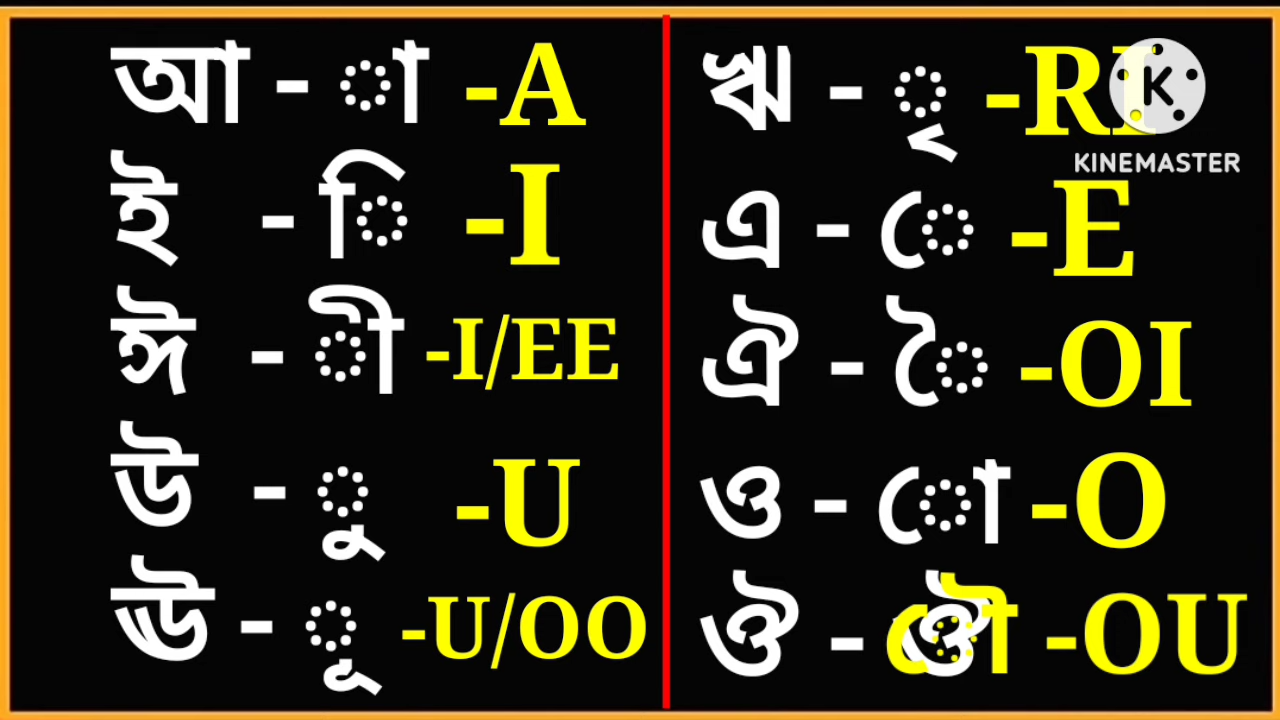 আ - া -A
ই - ি -I
ঈ - ী -I/EE
উ - ু -U
ঊ - ূ -U/OO
ঋ - ৃ -RI
K
KINEMASTER
এ - ে -E
ঐ - ৈ -OI
ও - ো -O
ঔ - ৌ -OU